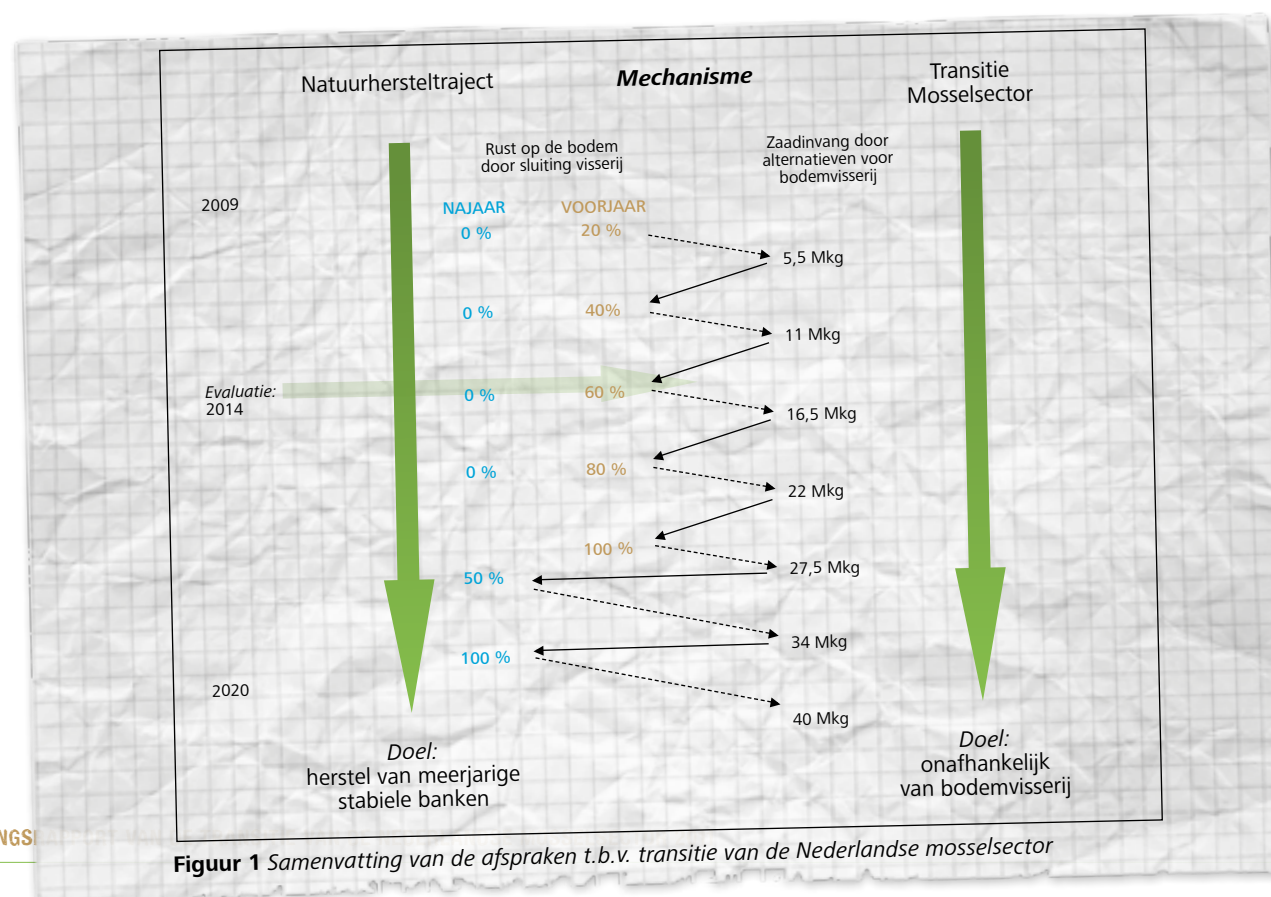 Natuurhersteltraject
Mechanisme
Transitie
Mosselsector
Rust op de bodem
door sluiting visserij
Zaadinvang door
alternatieven voor
bodemvisserij
2009
NAJAAR
VOORJAAR
0 %
20 %
5,5 Mkg
0 %
40%
11 Mkg
Evaluatie:
2014
0 %
60 %
16,5 Mkg
0 %
80 %
22 Mkg
100 %
27,5 Mkg
50 %
34 Mkg
100 %
2020
40 Mkg
Doel:
herstel van meerjarige
stabiele banken
Doel:
onafhankelijk
van bodemvisserij
Figuur 1 Samenvatting van de afspraken t.b.v. transitie van de Nederlandse mosselsector